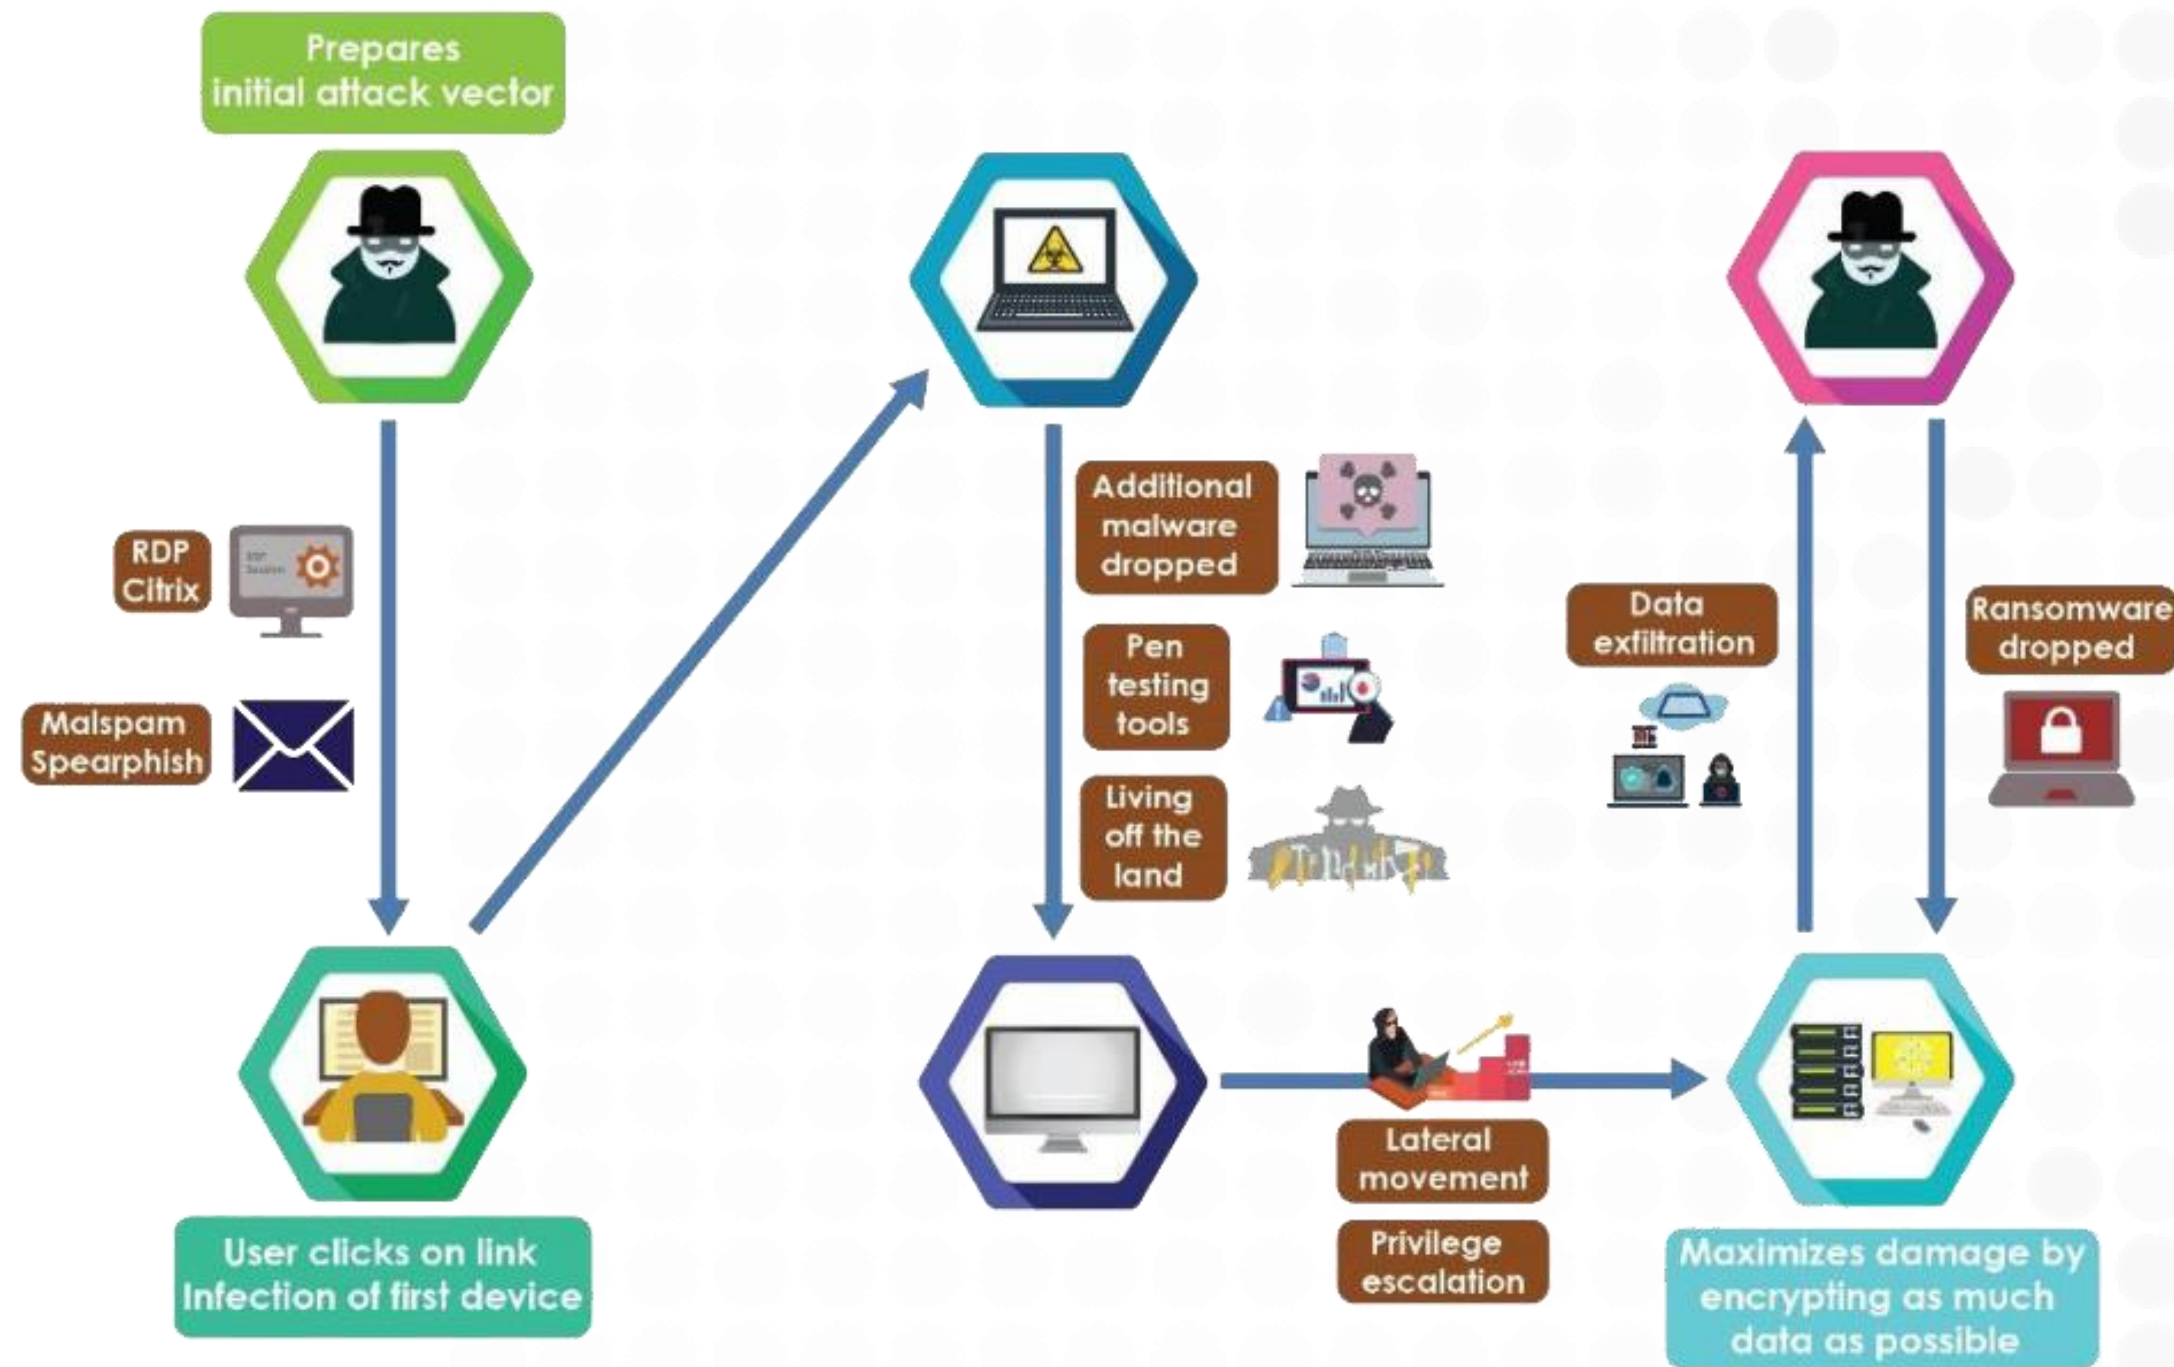 Prepares
initial attack vector
RDP
Citrix
Malspam
Spearphish
User clicks on link
Infection of first device
Additional
malware
dropped
Pen
testing
tools
Living
off the
land
Lateral
movement
Privilege
escalation
Data
exfiltration
Ransomware
dropped
Maximizes damage by
encrypting as much
data as possible